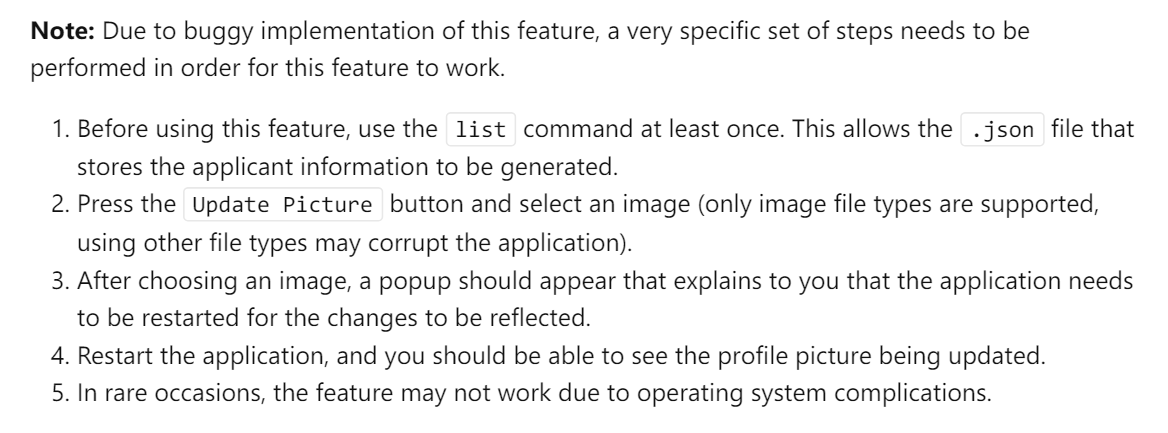 Note: Due to buggy implementation of this feature, a very specific set of steps needs to be
performed in order for this feature to work.
1. Before using this feature, use the list command at least once. This allows the .json file that
stores the applicant information to be generated.
2. Press the Update Picture button and select an image (only image file types are supported,
using other file types may corrupt the application).
3. After choosing an image, a popup should appear that explains to you that the application needs
to be restarted for the changes to be reflected.
4. Restart the application, and you should be able to see the profile picture being updated.
5. In rare occasions, the feature may not work due to operating system complications.